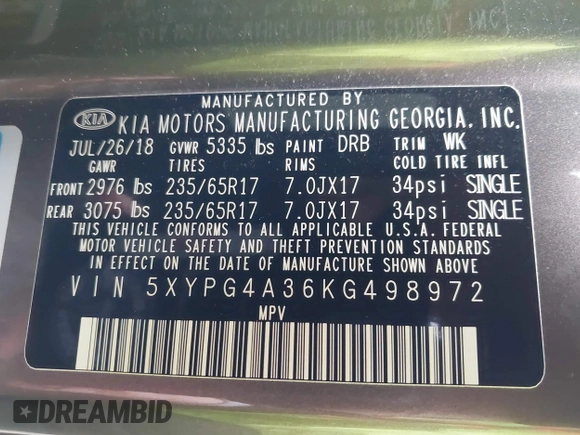 MANUFACTURED BY
KIA KIA MOTORS MANUFACTURING GEORGIA, INC.
JUL/26/18 GVWR 5335 lbs PAINT DRB TRIM WK
GAWR TIRES RIMS COLD TIRE INFL
FRONT 2976 lbs 235/65R17 7.0JX17 34psi SINGLE
REAR 3075 lbs 235/65R17 7.0JX17 34psi SINGLE
THIS VEHICLE CONFORMS TO ALL APPLICABLE U.S.A. FEDERAL
MOTOR VEHICLE SAFETY AND THEFT PREVENTION STANDARDS
IN EFFECT ON THE DATE OF MANUFACTURE SHOWN ABOVE.
VIN 5XYPG4A36KG498972
MPV
DREAMBID